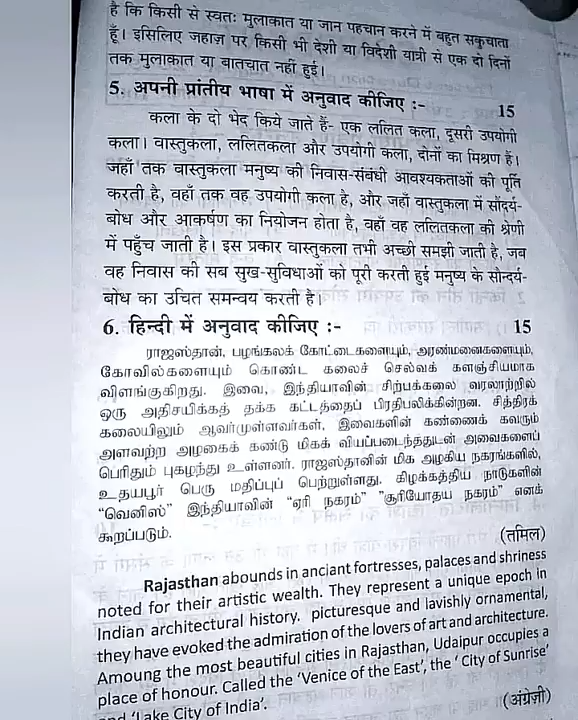 है कि किसी से स्वतः मुलाकात या जान पहचान करने में बहुत सकुचाता
हूँ। इसिलिए जहाज़ पर किसी भी देशी या विदेशी यात्री से एक दो दिनों
तक मुलाकात या बातचात नहीं हुई।
5. अपनी प्रांतीय भाषा में अनुवाद कीजिए :- 15
कला के दो भेद किये जाते हैं- एक ललित कला, दूसरी उपयोगी
कला। वास्तुकला, ललितकला और उपयोगी कला, दोनों का मिश्रण हैं।
जहाँ तक वास्तुकला मनुष्य की निवास-संबंधी आवश्यकताओं की पूर्ति
करती है, वहाँ तक वह उपयोगी कला है, और जहाँ वास्तुकला में सौंदर्य-
बोध और आकर्षण का नियोजन होता है, वहाँ वह ललितकला की श्रेणी
में पहुँच जाती है। इस प्रकार वास्तुकला तभी अच्छी समझी जाती है, जब
वह निवास की सब सुख-सुविधाओं को पूरी करती हुई मनुष्य के सौन्दर्य-
बोध का उचित समन्वय करती है।
6. हिन्दी में अनुवाद कीजिए :- 15
ராஜஸ்தான், பழங்கலக் கோட்டைகளையும், அரண்மனைகளையும்,
கோவில்களையும் கொண்ட கலைச் செல்வக் களஞ்சியமாக
விளங்குகிறது. இவை, இந்தியாவின் சிற்பக்கலை வரலாற்றில்
ஒரு அதிசயிக்கத் தக்க கட்டத்தைப் பிரதிபலிக்கின்றன. சித்திரக்
கலையிலும் ஆவர்முள்ளவர்கள். இவைகளின் கண்ணைக் கவரும்
அளவற்ற அழகைக் கண்டு மிகக் வியப்படைந்ததுடன் அவைகளைப்
பெரிதும் புகழந்து உள்ளனர். ராஜஸ்தானின் மிக அழகிய நகரங்களில்,
உதயபூர் பெரு மதிப்புப் பெற்றுள்ளது. கிழக்கத்திய நாடுகளின்
“வெனிஸ்” இந்தியாவின் “ஏரி நகரம்” ”சூரியோதய நகரம்” எனக்
கூறப்படும்.
(तमिल)
Rajasthan abounds in anciant fortresses, palaces and shriness
noted for their artistic wealth. They represent a unique epoch in
Indian architectural history. picturesque and lavishly ornamental,
they have evoked the admiration of the lovers of art and architecture.
Amoung the most beautiful cities in Rajasthan, Udaipur occupies a
place of honour. Called the ‘Venice of the East’, the ‘ City of Sunrise’
and ‘Lake City of India’.
(अंग्रेज़ी)